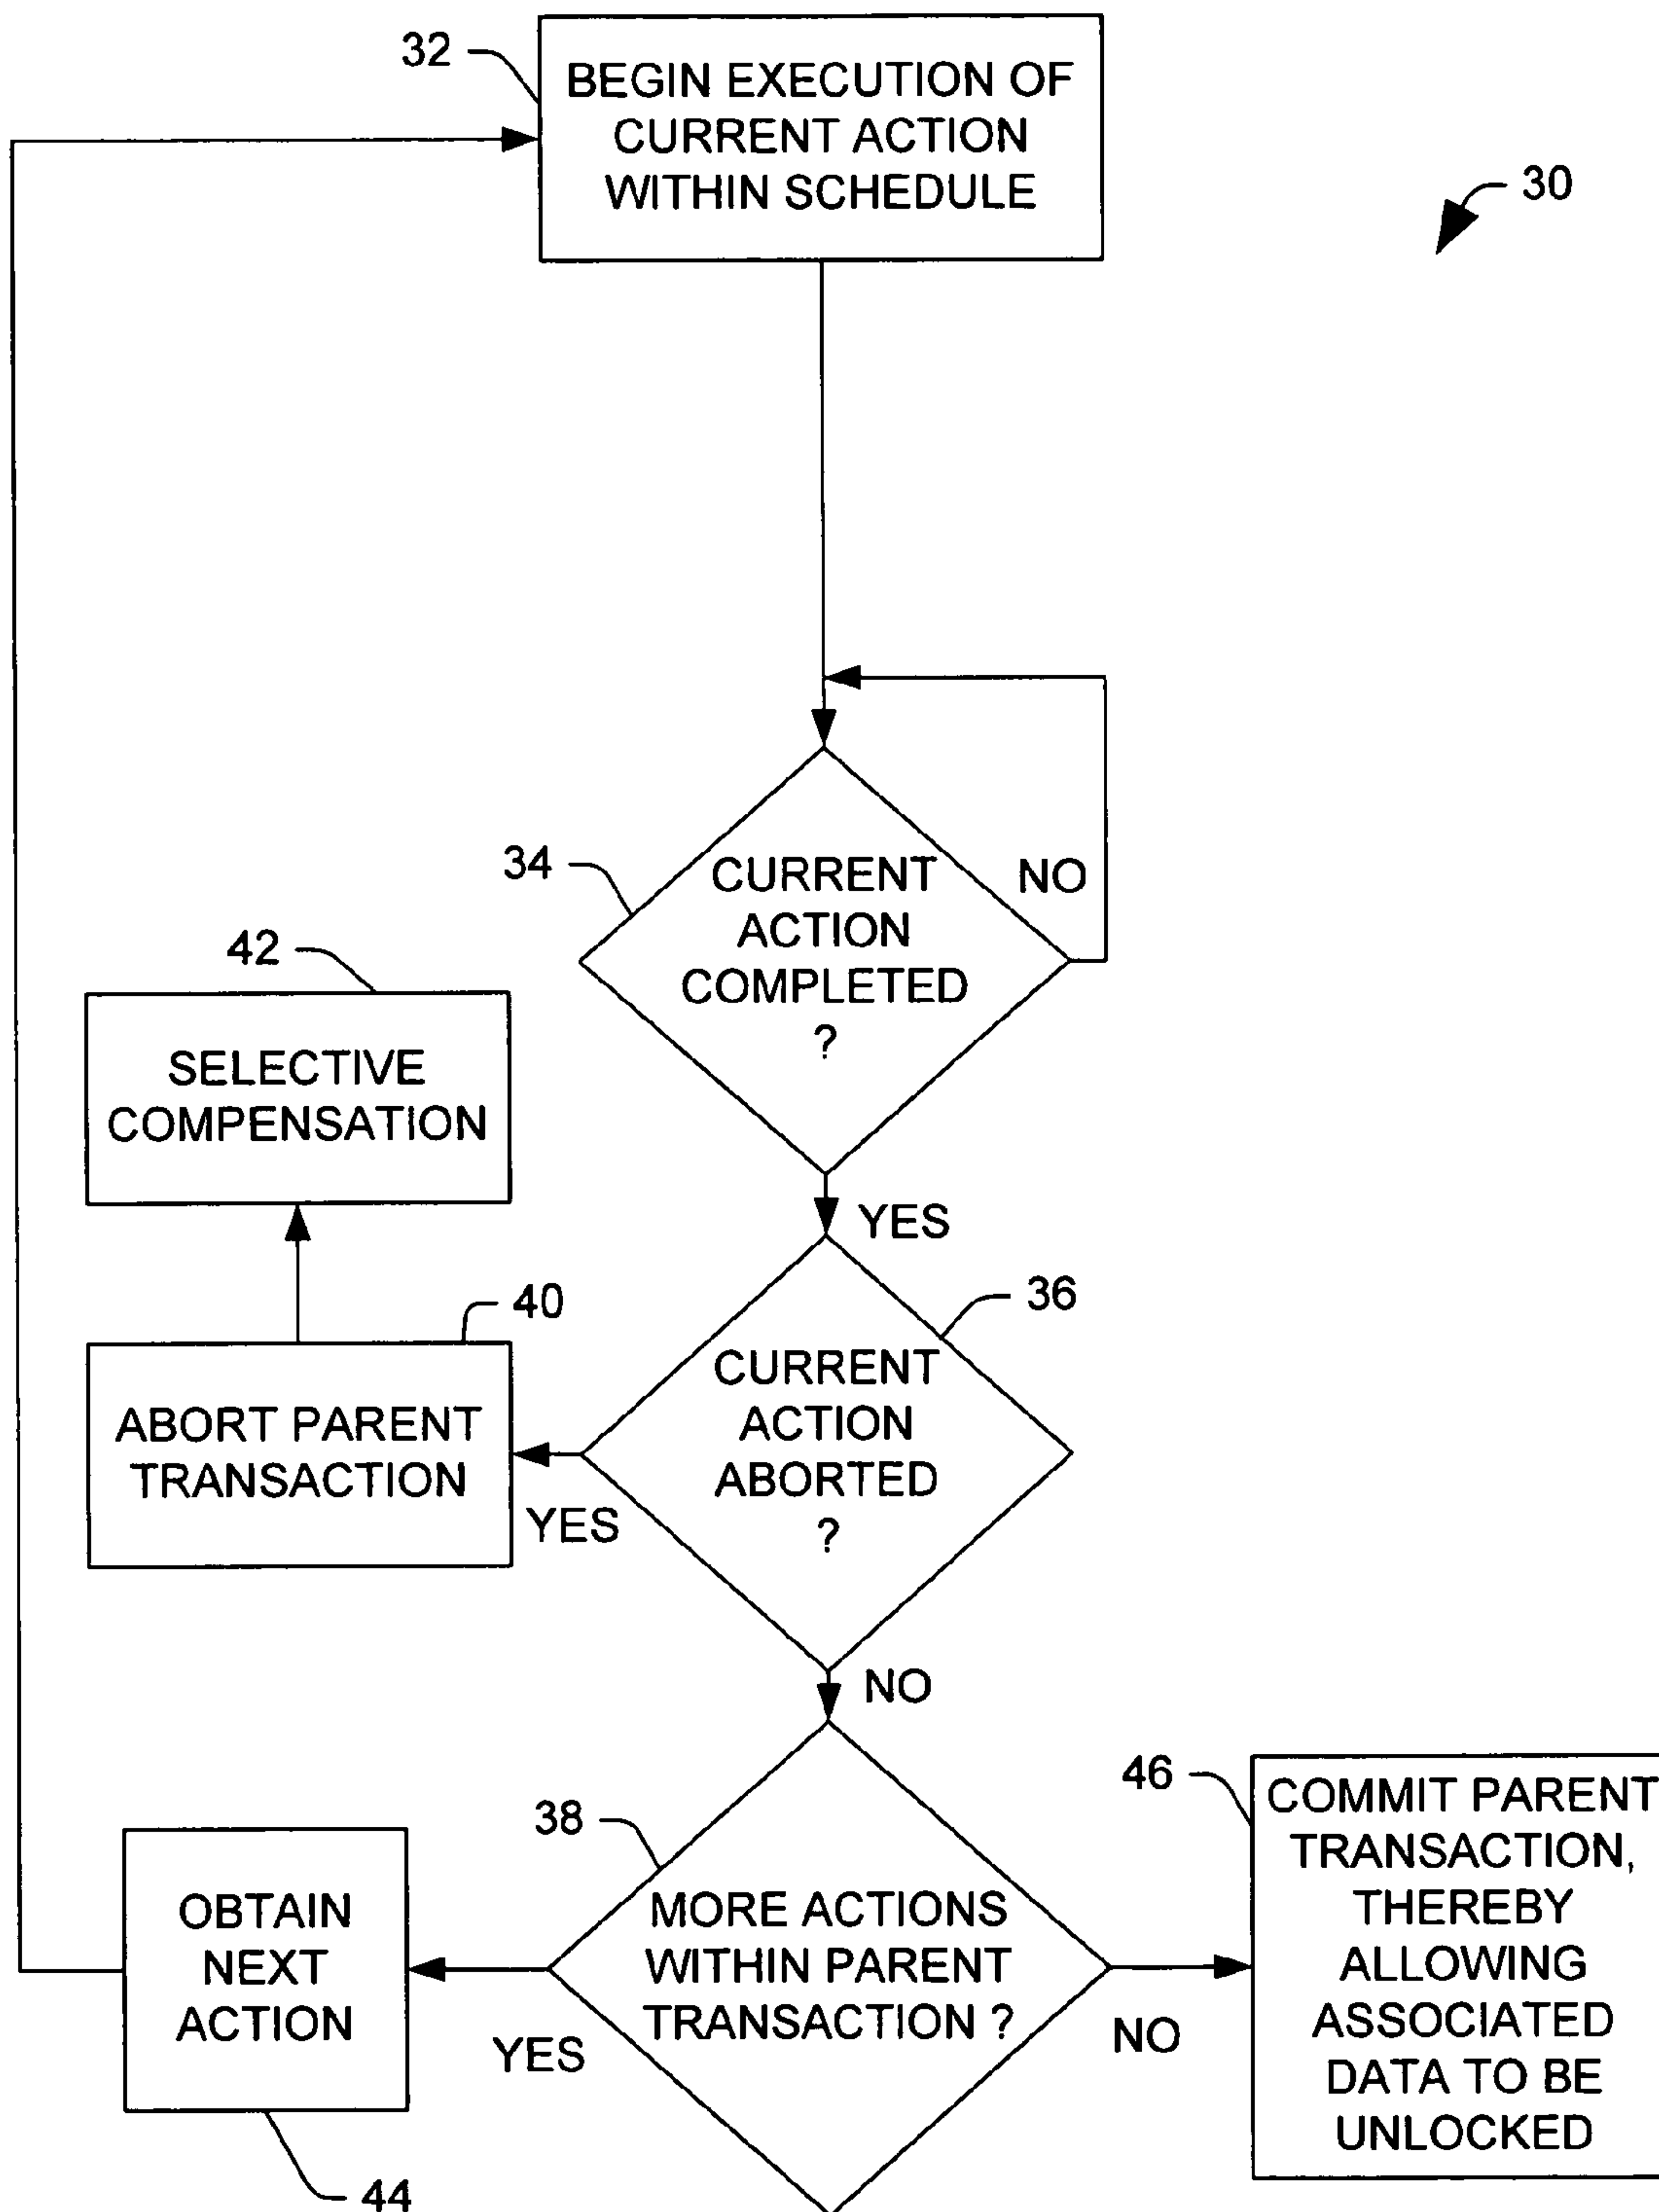 32
BEGIN EXECUTION OF
CURRENT ACTION
WITHIN SCHEDULE
30
34
CURRENT
ACTION
COMPLETED
?
NO
42
SELECTIVE
COMPENSATION
YES
40
36
ABORT PARENT
TRANSACTION
CURRENT
ACTION
ABORTED
?
YES
NO
38
46
OBTAIN
NEXT
ACTION
MORE ACTIONS
WITHIN PARENT
TRANSACTION ?
COMMIT PARENT
TRANSACTION,
THEREBY
ALLOWING
ASSOCIATED
DATA TO BE
UNLOCKED
YES
NO
44